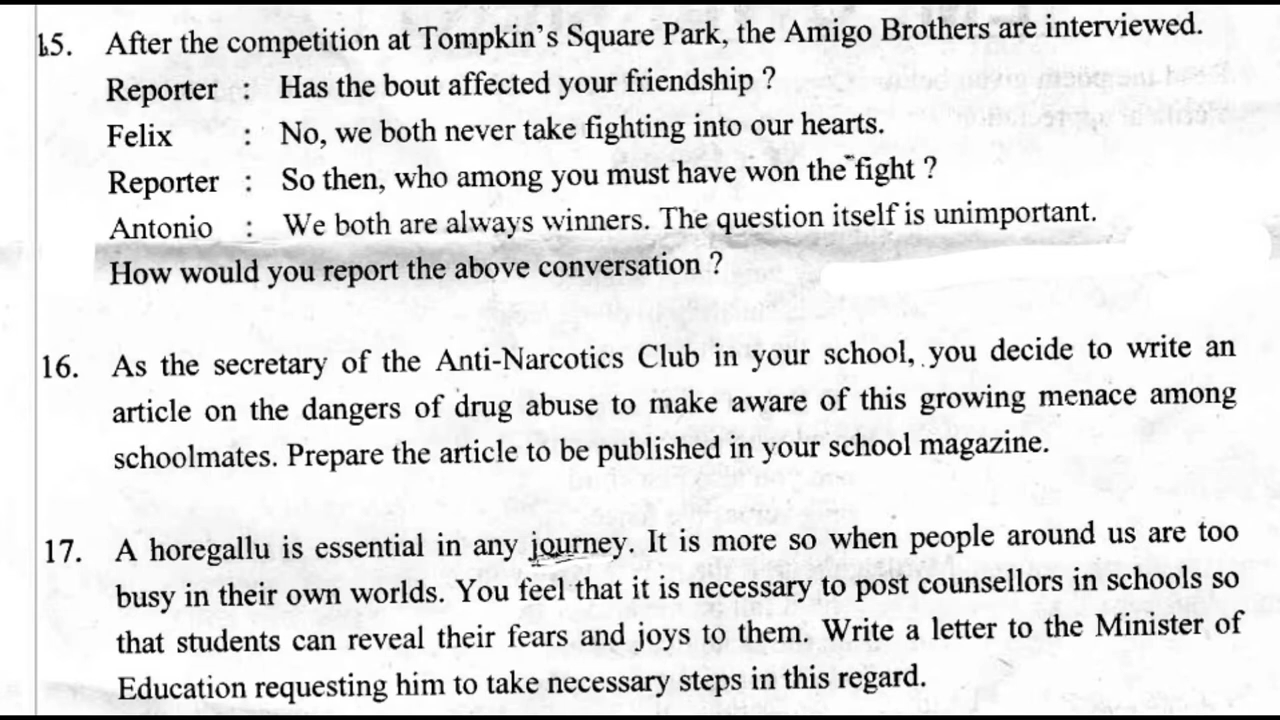 15. After the competition at Tompkin's Square Park, the Amigo Brothers are interviewed.
Reporter : Has the bout affected your friendship ?
Felix : No, we both never take fighting into our hearts.
Reporter : So then, who among you must have won the fight ?
Antonio : We both are always winners. The question itself is unimportant.
How would you report the above conversation ?
16. As the secretary of the Anti-Narcotics Club in your school, you decide to write an
article on the dangers of drug abuse to make aware of this growing menace among
schoolmates. Prepare the article to be published in your school magazine.
17. A horegallu is essential in any journey. It is more so when people around us are too
busy in their own worlds. You feel that it is necessary to post counsellors in schools so
that students can reveal their fears and joys to them. Write a letter to the Minister of
Education requesting him to take necessary steps in this regard.